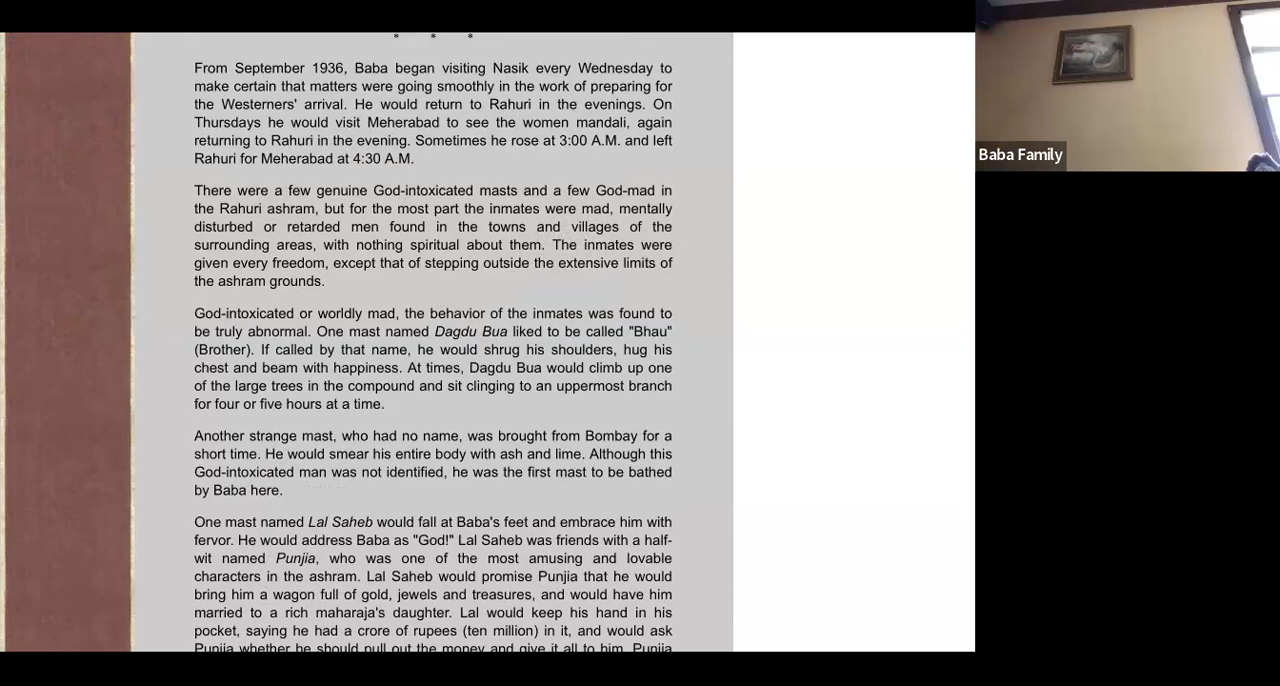 * * *
From September 1936, Baba began visiting Nasik every Wednesday to
make certain that matters were going smoothly in the work of preparing for
the Westerners' arrival. He would return to Rahuri in the evenings. On
Thursdays he would visit Meherabad to see the women mandali, again
returning to Rahuri in the evening. Sometimes he rose at 3:00 A.M. and left
Rahuri for Meherabad at 4:30 A.M.
There were a few genuine God-intoxicated masts and a few God-mad in
the Rahuri ashram, but for the most part the inmates were mad, mentally
disturbed or retarded men found in the towns and villages of the
surrounding areas, with nothing spiritual about them. The inmates were
given every freedom, except that of stepping outside the extensive limits of
the ashram grounds.
God-intoxicated or worldly mad, the behavior of the inmates was found to
be truly abnormal. One mast named Dagdu Bua liked to be called "Bhau"
(Brother). If called by that name, he would shrug his shoulders, hug his
chest and beam with happiness. At times, Dagdu Bua would climb up one
of the large trees in the compound and sit clinging to an uppermost branch
for four or five hours at a time.
Another strange mast, who had no name, was brought from Bombay for a
short time. He would smear his entire body with ash and lime. Although this
God-intoxicated man was not identified, he was the first mast to be bathed
by Baba here.
One mast named Lal Saheb would fall at Baba's feet and embrace him with
fervor. He would address Baba as "God!" Lal Saheb was friends with a half-
wit named Punjia, who was one of the most amusing and lovable
characters in the ashram. Lal Saheb would promise Punjia that he would
bring him a wagon full of gold, jewels and treasures, and would have him
married to a rich maharaja's daughter. Lal would keep his hand in his
pocket, saying he had a crore of rupees (ten million) in it, and would ask
Punjia whether he should pull out the money and give it all to him. Punjia
Baba Family